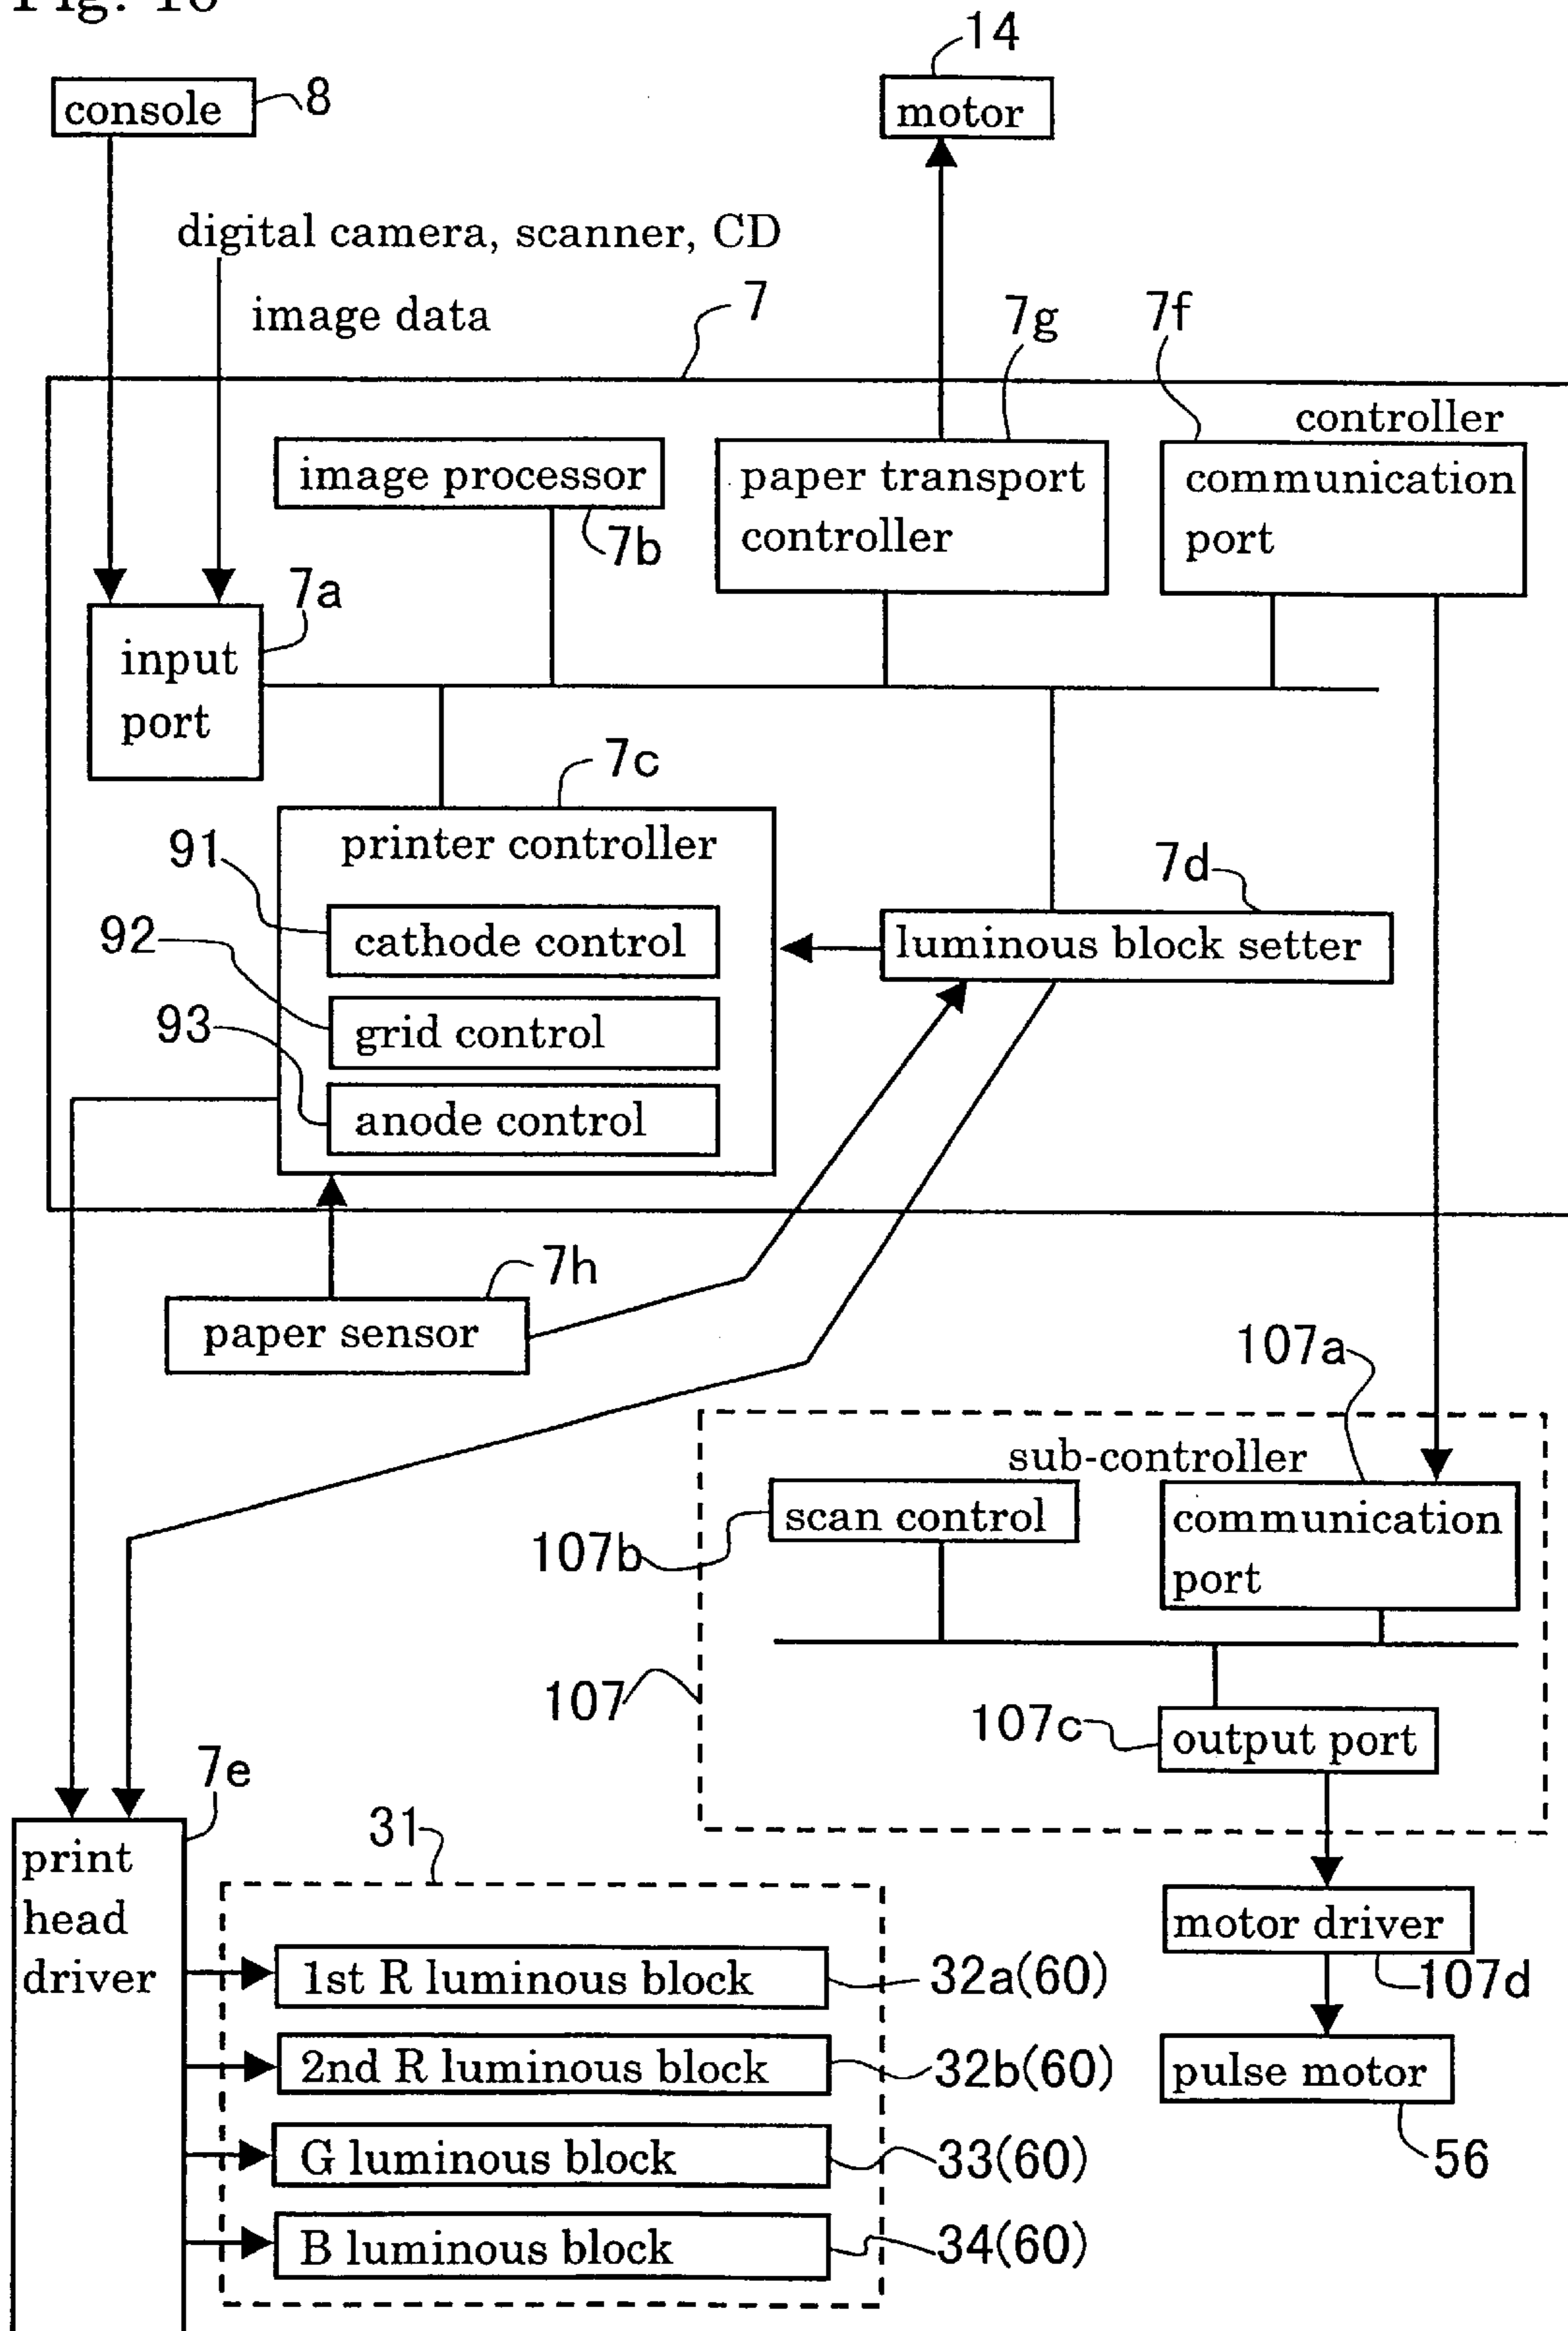 14
console
8
motor
digital camera, scanner, CD
image data
7
7g
7f
controller
image processor
7b
paper transport
controller
communication
port
7a
input
port
7c
printer controller
91
cathode control
92
grid control
93
anode control
7d
luminous block setter
7h
paper sensor
107a
sub-controller
scan control
107b
communication
port
107
107c
output port
7e
print
head
driver
31
motor driver
107d
1st R luminous block
32a(60)
2nd R luminous block
32b(60)
pulse motor
56
G luminous block
33(60)
B luminous block
34(60)